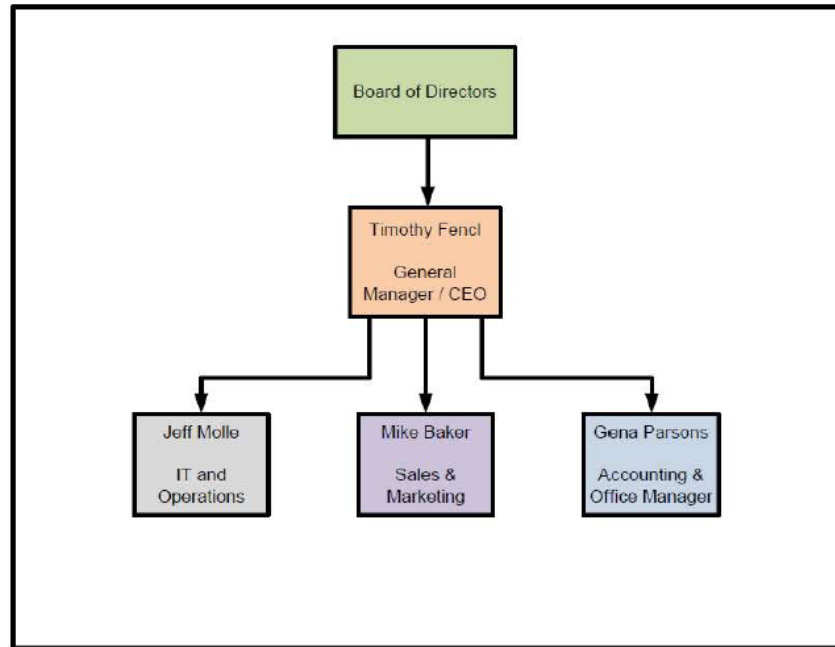 Board of Directors
Timothy Fencl
General
Manager / CEO
Jeff Molle
IT and
Operations
Mike Baker
Sales &
Marketing
Gena Parsons
Accounting &
Office Manager